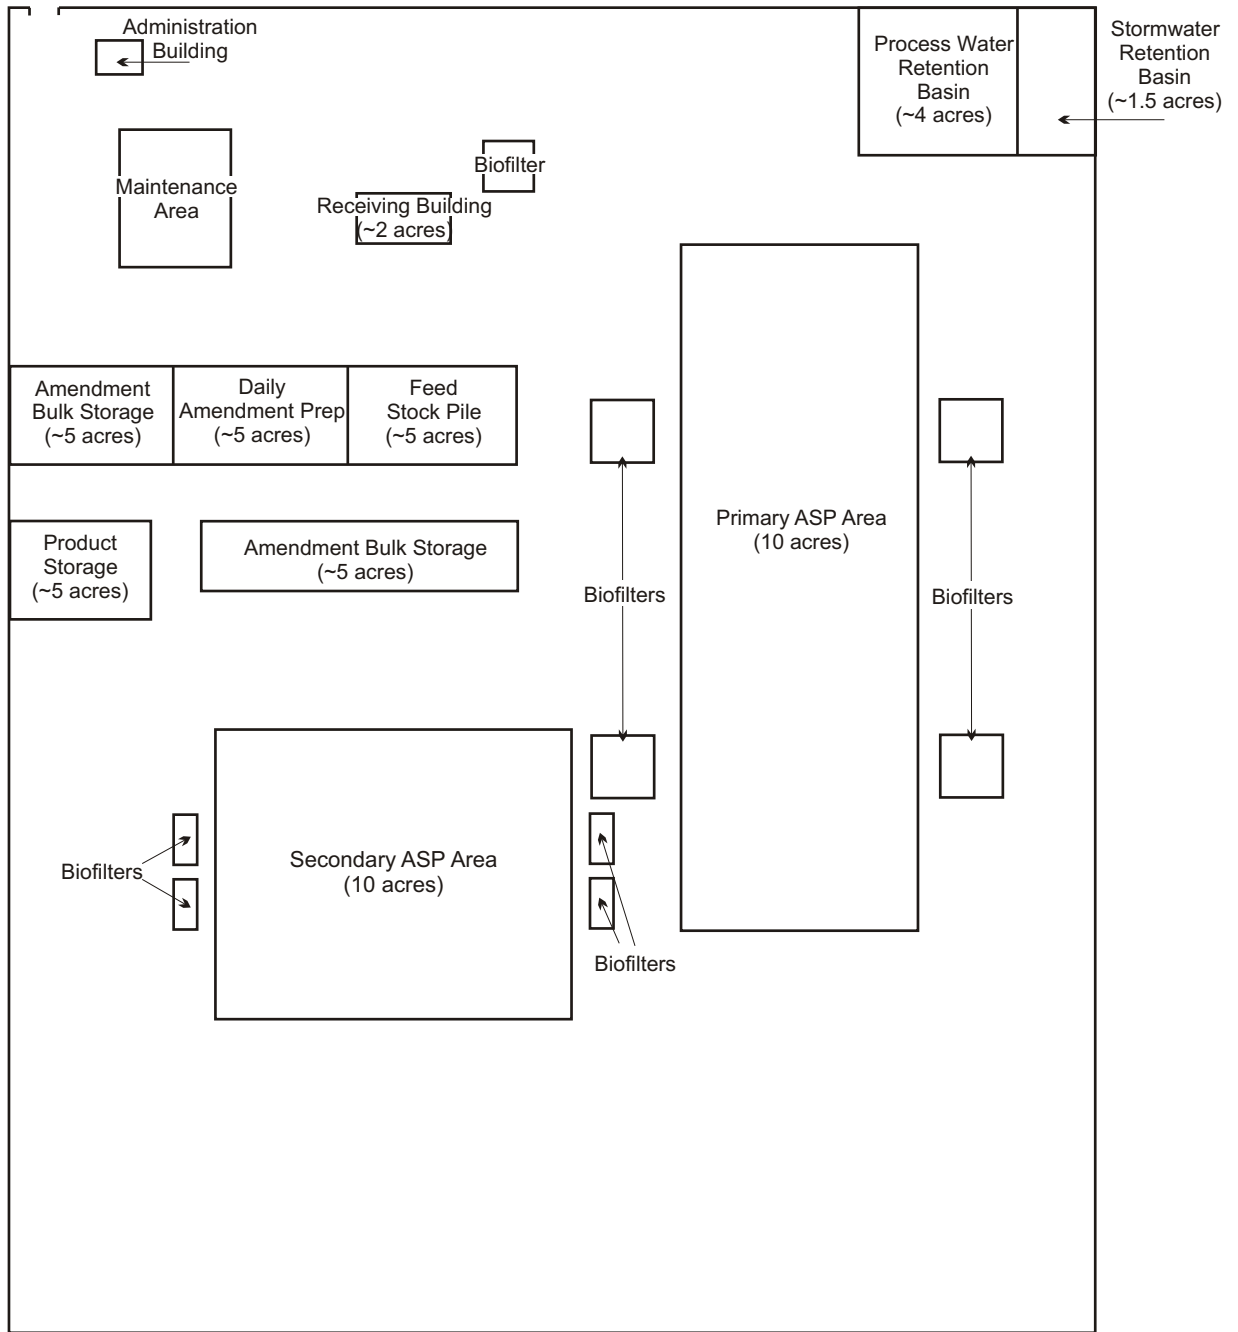 Administration
Building
Process Water
Retention
Basin
(~4 acres)
Stormwater
Retention
Basin
(~1.5 acres)
Maintenance
Area
Biofilter
Receiving Building
(~2 acres)
Amendment
Bulk Storage
(~5 acres)
Daily
Amendment Prep
(~5 acres)
Feed
Stock Pile
(~5 acres)
Product
Storage
(~5 acres)
Amendment Bulk Storage
(~5 acres)
Primary ASP Area
(10 acres)
Biofilters
Biofilters
Biofilters
Secondary ASP Area
(10 acres)
Biofilters